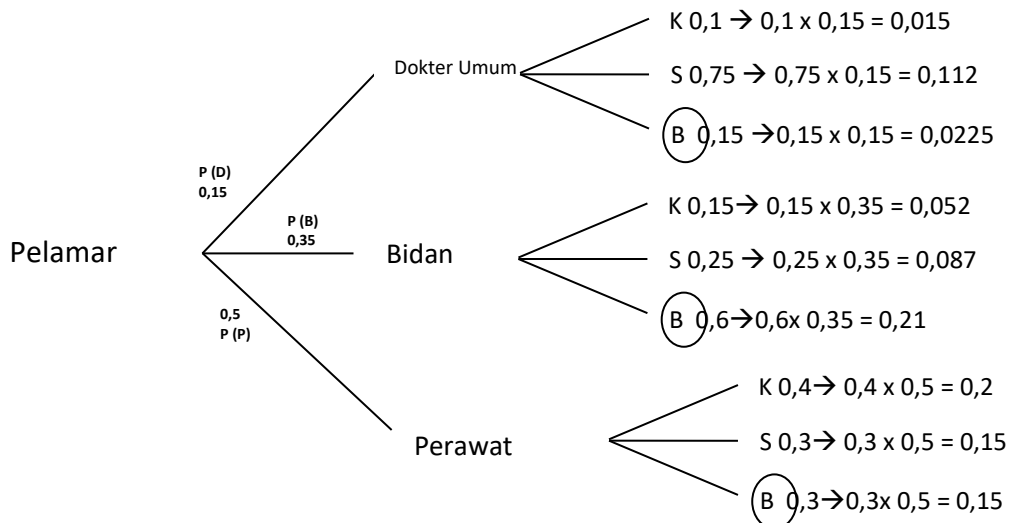 K 0,1 → 0,1 x 0,15 = 0,015
Dokter Umum
S 0,75 → 0,75 x 0,15 = 0,112
B 0,15 →0,15 x 0,15 = 0,0225
P (D)
0,15
K 0,15→ 0,15 x 0,35 = 0,052
P (B)
0,35
Pelamar
Bidan
S 0,25 → 0,25 x 0,35 = 0,087
B 0,6→0,6x 0,35 = 0,21
0,5
P (P)
K 0,4→ 0,4 x 0,5 = 0,2
Perawat
S 0,3→ 0,3 x 0,5 = 0,15
B 0,3→0,3x 0,5 = 0,15